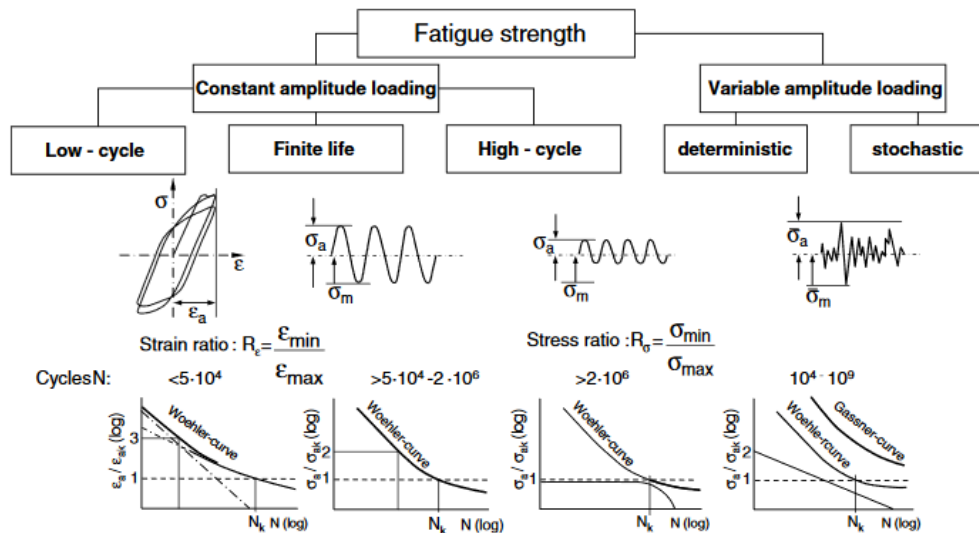 Fatigue strength
Constant amplitude loading
Variable amplitude loading
Low - cycle
Finite life
High - cycle
deterministic
stochastic
σ
ε
εa
σa
σm
σa
σm
σ̄a
σ̄m
Strain ratio : Rε= εmin / εmax
Stress ratio :Rσ= σmin / σmax
CyclesN: <5·10⁴ >5·10⁴-2 ·10⁶ >2·10⁶ 10⁴ - 10⁹
εa / εak (log)
3
1
Woehler-curve
Nk N (log)
σa / σak (log)
2
1
Woehler-curve
Nk N (log)
σa / σak (log)
1
Woehler-curve
Nk N (log)
σa / σak (log)
2
1
Woehle-rcurve
Gassner-curve
Nk N (log)